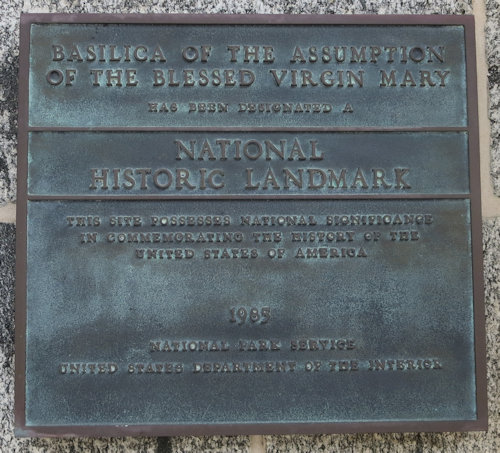 BASILICA OF THE ASSUMPTION
OF THE BLESSED VIRGIN MARY
HAS BEEN DESIGNATED A
NATIONAL
HISTORIC LANDMARK
THIS SITE POSSESSES NATIONAL SIGNIFICANCE
IN COMMEMORATING THE HISTORY OF THE
UNITED STATES OF AMERICA
1985
NATIONAL PARK SERVICE
UNITED STATES DEPARTMENT OF THE INTERIOR